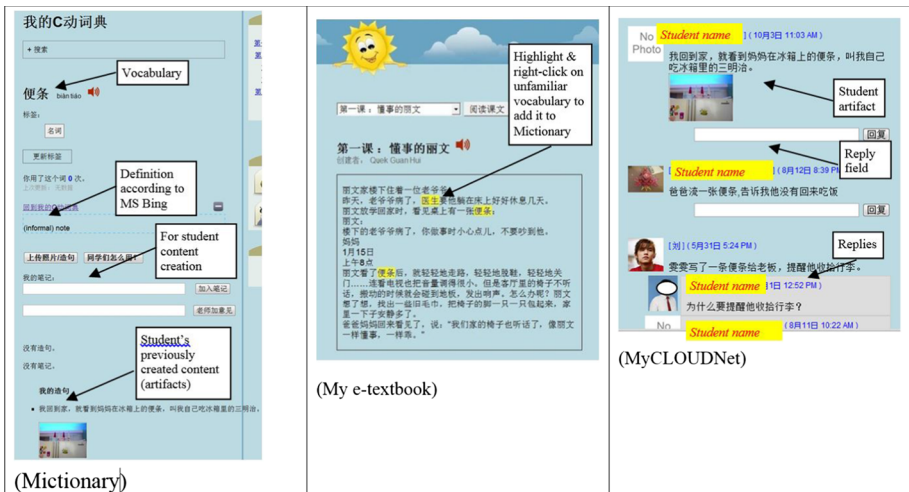 我的C动词典
+ 搜索
Vocabulary
便条 biàn tiáo
标签:
名词
更新标签
你用了这个词 0 次。
Definition
according to
MS Bing
回到我的C动词典
(informal) note
For student
content
creation
上传照片/造句
同学们怎么用?
我的笔记,
加入笔记
老师加意见
没有造句。
没有笔记。
Student's
previously
created content
(artifacts)
我的造句
我回到家,就看到妈妈在冰箱上的便条,叫我自己吃冰箱里的三明治。
(Mictionary)
Highlight &
right-click on
unfamiliar
vocabulary to
add it to
Mictionary
第一课:懂事的丽文
阅读课文
第一课:懂事的丽文
创建者: Quek Guan Hui
丽文家楼下住着一位老爷爷。
昨天,老爷爷病了,医生要他躺在床上好好休息几天。
丽文放学回家时,看见桌上有一张便条:
丽文:
楼下的老爷爷病了,你做事时小心点儿,不要吵到他。
妈妈
1月15日
上午8点
丽文看了便条后,就轻轻地走路,轻轻地脱鞋,轻轻地关
门……连看电视也把音量调得很小。但是客厅里的椅子不听
话,搬动的时候就会碰到地板,发出响声。怎么办呢?丽文
想了想,找出一些旧毛巾,把椅子的脚一只一只包起来,家
里一下子安静多了。
爸爸妈妈回来看见了,说:“我们家的椅子也听话了,像丽文
一样懂事,一样乖。”
(My e-textbook)
No
Photo
Student name
] ( 10月3日 11:03 AM )
我回到家,就看到妈妈在冰箱上的便条,叫我自己
吃冰箱里的三明治。
Student
artifact
回复
Reply
field
Student name
( 8月12日 8:39 P
爸爸淩一张便条,告诉他没有回来吃饭
回复
Replies
[ 刘 ] ( 5月31日 5:24 PM )
雯雯写了一条便条给老板,提醒他收拾行李。
Student name
1日 12:52 PM )
为什么要提醒他收拾行李?
No
Student name
( 8月11日 10:22 AM )
(MyCLOUDNet)